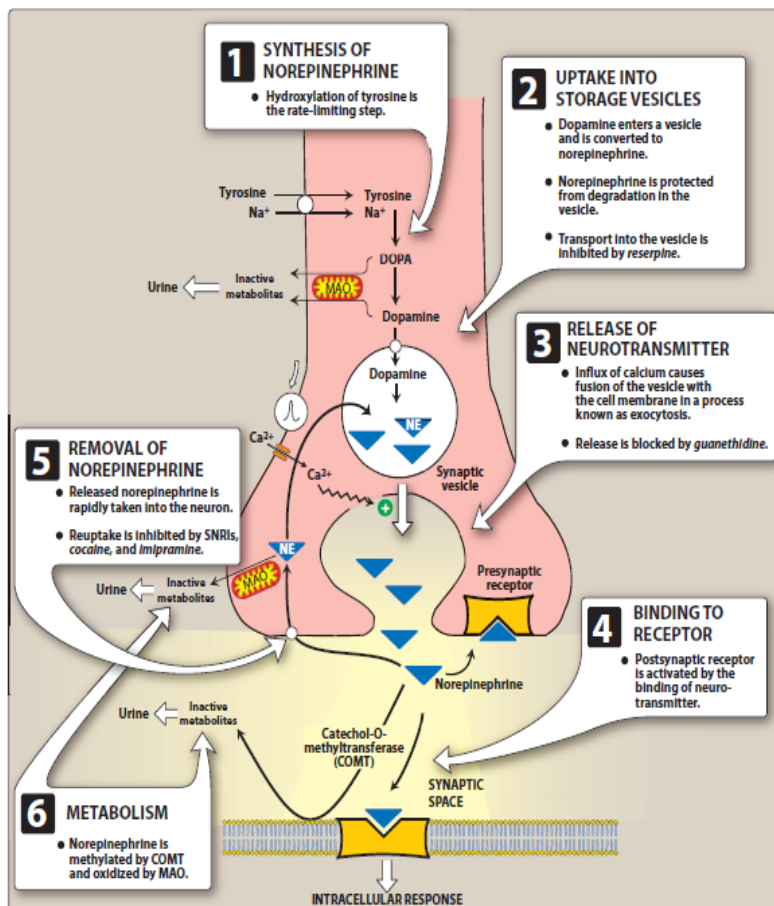 1 SYNTHESIS OF
NOREPINEPHRINE
• Hydroxylation of tyrosine is
the rate-limiting step.
2 UPTAKE INTO
STORAGE VESICLES
• Dopamine enters a vesicle
and is converted to
norepinephrine.
• Norepinephrine is protected
from degradation in the
vesicle.
• Transport into the vesicle is
inhibited by reserpine.
Tyrosine
Tyrosine
Na+
Na+
DOPA
MAO
Inactive
metabolites
Urine
Dopamine
Dopamine
NE
Synaptic
vesicle
3 RELEASE OF
NEUROTRANSMITTER
• Influx of calcium causes
fusion of the vesicle with
the cell membrane in a process
known as exocytosis.
• Release is blocked by guanethidine.
Ca2+
Ca2+
+
5 REMOVAL OF
NOREPINEPHRINE
• Released norepinephrine is
rapidly taken into the neuron.
• Reuptake is inhibited by SNRIs,
cocaine, and imipramine.
NE
MAO
Inactive
metabolites
Urine
Presynaptic
receptor
4 BINDING TO
RECEPTOR
• Postsynaptic receptor
is activated by the
binding of neuro-
transmitter.
Norepinephrine
Urine
Inactive
metabolites
Catechol-O-
methyltransferase
(COMT)
SYNAPTIC
SPACE
6 METABOLISM
• Norepinephrine is
methylated by COMT
and oxidized by MAO.
INTRACELLULAR RESPONSE